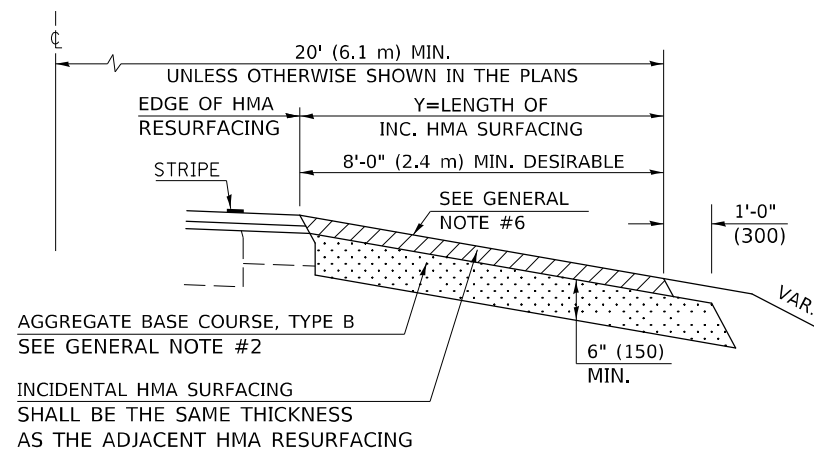 ℄
20' (6.1 m) MIN.
UNLESS OTHERWISE SHOWN IN THE PLANS
EDGE OF HMA
RESURFACING
Y=LENGTH OF
INC. HMA SURFACING
8'-0" (2.4 m) MIN. DESIRABLE
STRIPE
SEE GENERAL
NOTE #6
1'-0"
(300)
VAR.
AGGREGATE BASE COURSE, TYPE B
SEE GENERAL NOTE #2
6" (150)
MIN.
INCIDENTAL HMA SURFACING
SHALL BE THE SAME THICKNESS
AS THE ADJACENT HMA RESURFACING